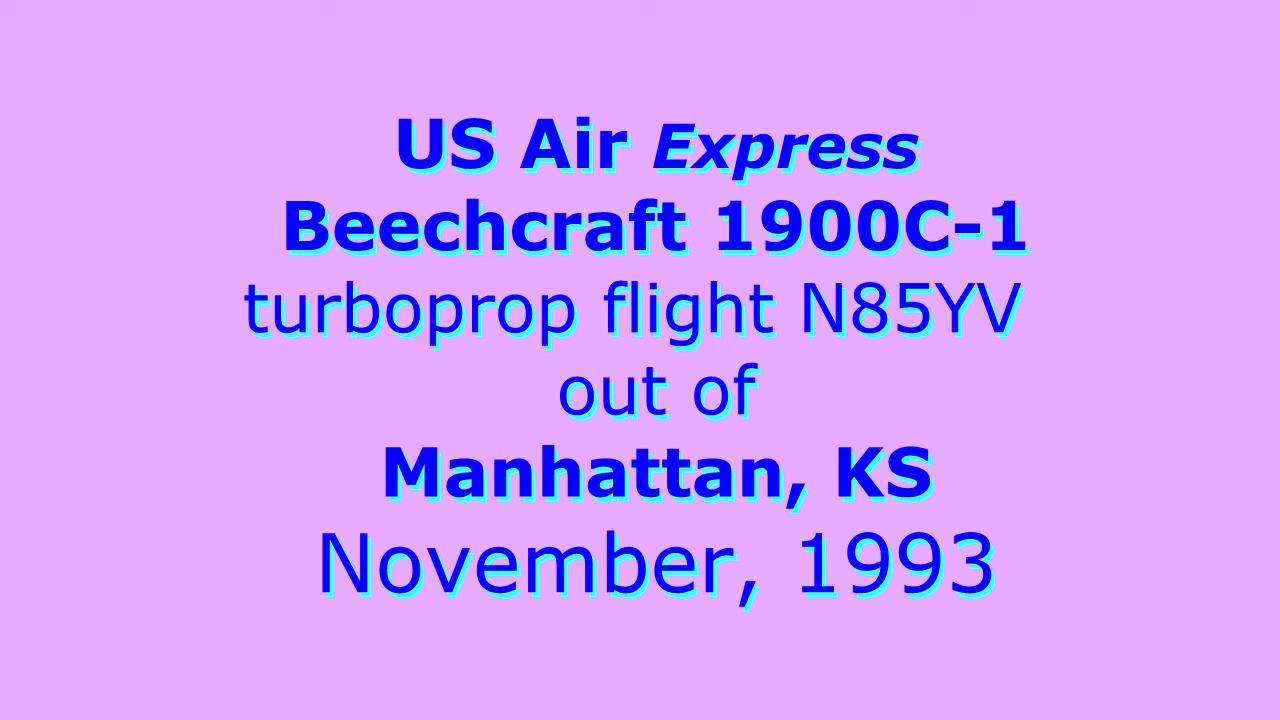 US Air Express
Beechcraft 1900C-1
turboprop flight N85YV
out of
Manhattan, KS
November, 1993